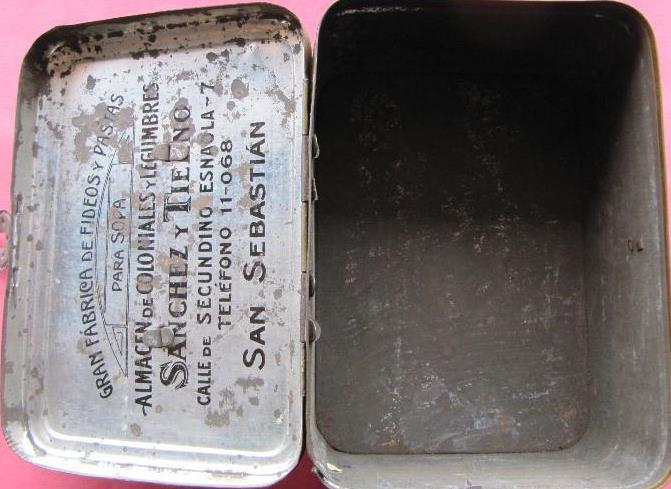 GRAN FÁBRICA DE FIDEOS Y PASTAS
PARA SOPA
ALMACEN DE COLONIALES Y LEGUMBRES
SANCHEZ Y TIELENO
CALLE DE SECUNDINO ESNAOLA-7
TELÉFONO 11-068
SAN SEBASTIÁN